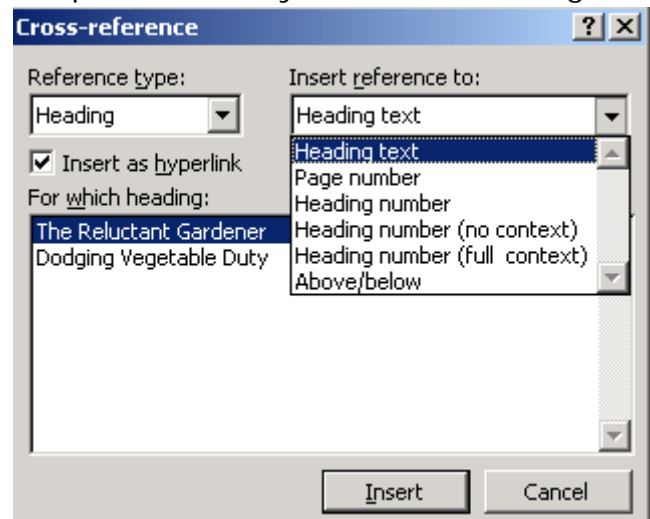 Cross-reference
Reference type: Insert reference to:
Heading Heading text
Insert as hyperlink
Heading text
Page number
Heading number
Heading number (no context)
Heading number (full context)
Above/below
For which heading:
The Reluctant Gardener
Dodging Vegetable Duty
Insert Cancel